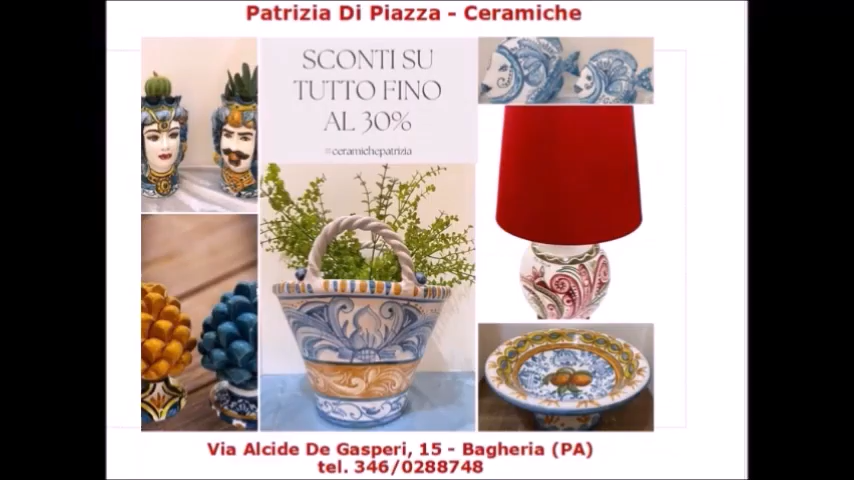 Patrizia Di Piazza - Ceramiche
SCONTI SU
TUTTO FINO
AL 30%
#ceramichepatrizia
Via Alcide De Gasperi, 15 - Bagheria (PA)
tel. 346/0288748